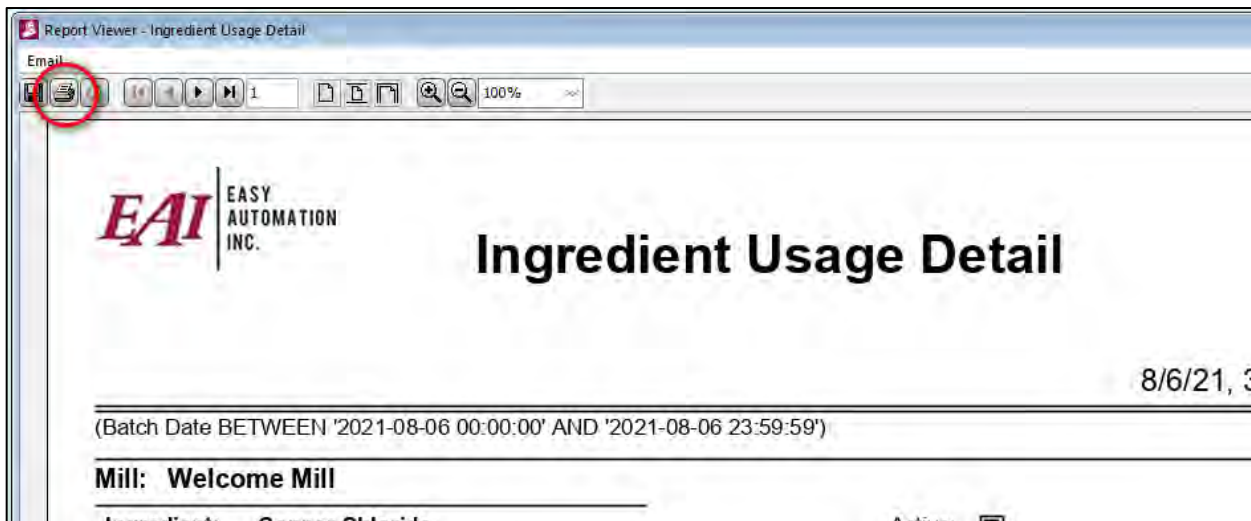 Report Viewer - Ingredient Usage Detail
Email
1 100%
EAI EASY
AUTOMATION
INC.
Ingredient Usage Detail
8/6/21, 3
(Batch Date BETWEEN '2021-08-06 00:00:00' AND '2021-08-06 23:59:59')
Mill: Welcome Mill